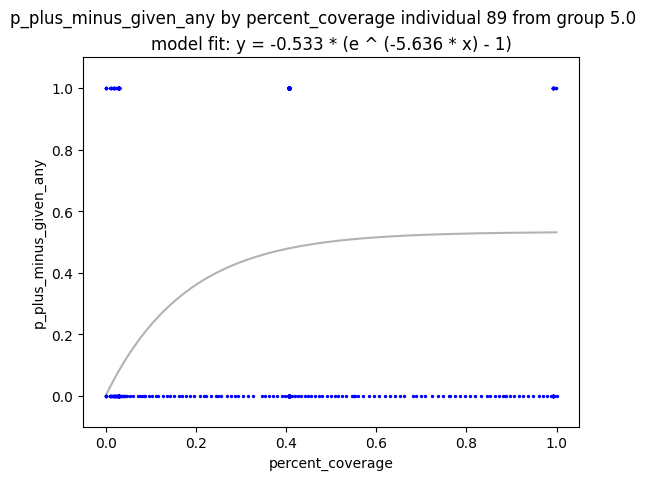 p_plus_minus_given_any by percent_coverage individual 89 from group 5.0
model fit: y = -0.533 * (e ^ (-5.636 * x) - 1)
1.0
0.8
0.6
0.4
0.2
0.0
p_plus_minus_given_any
0.0 0.2 0.4 0.6 0.8 1.0
percent_coverage